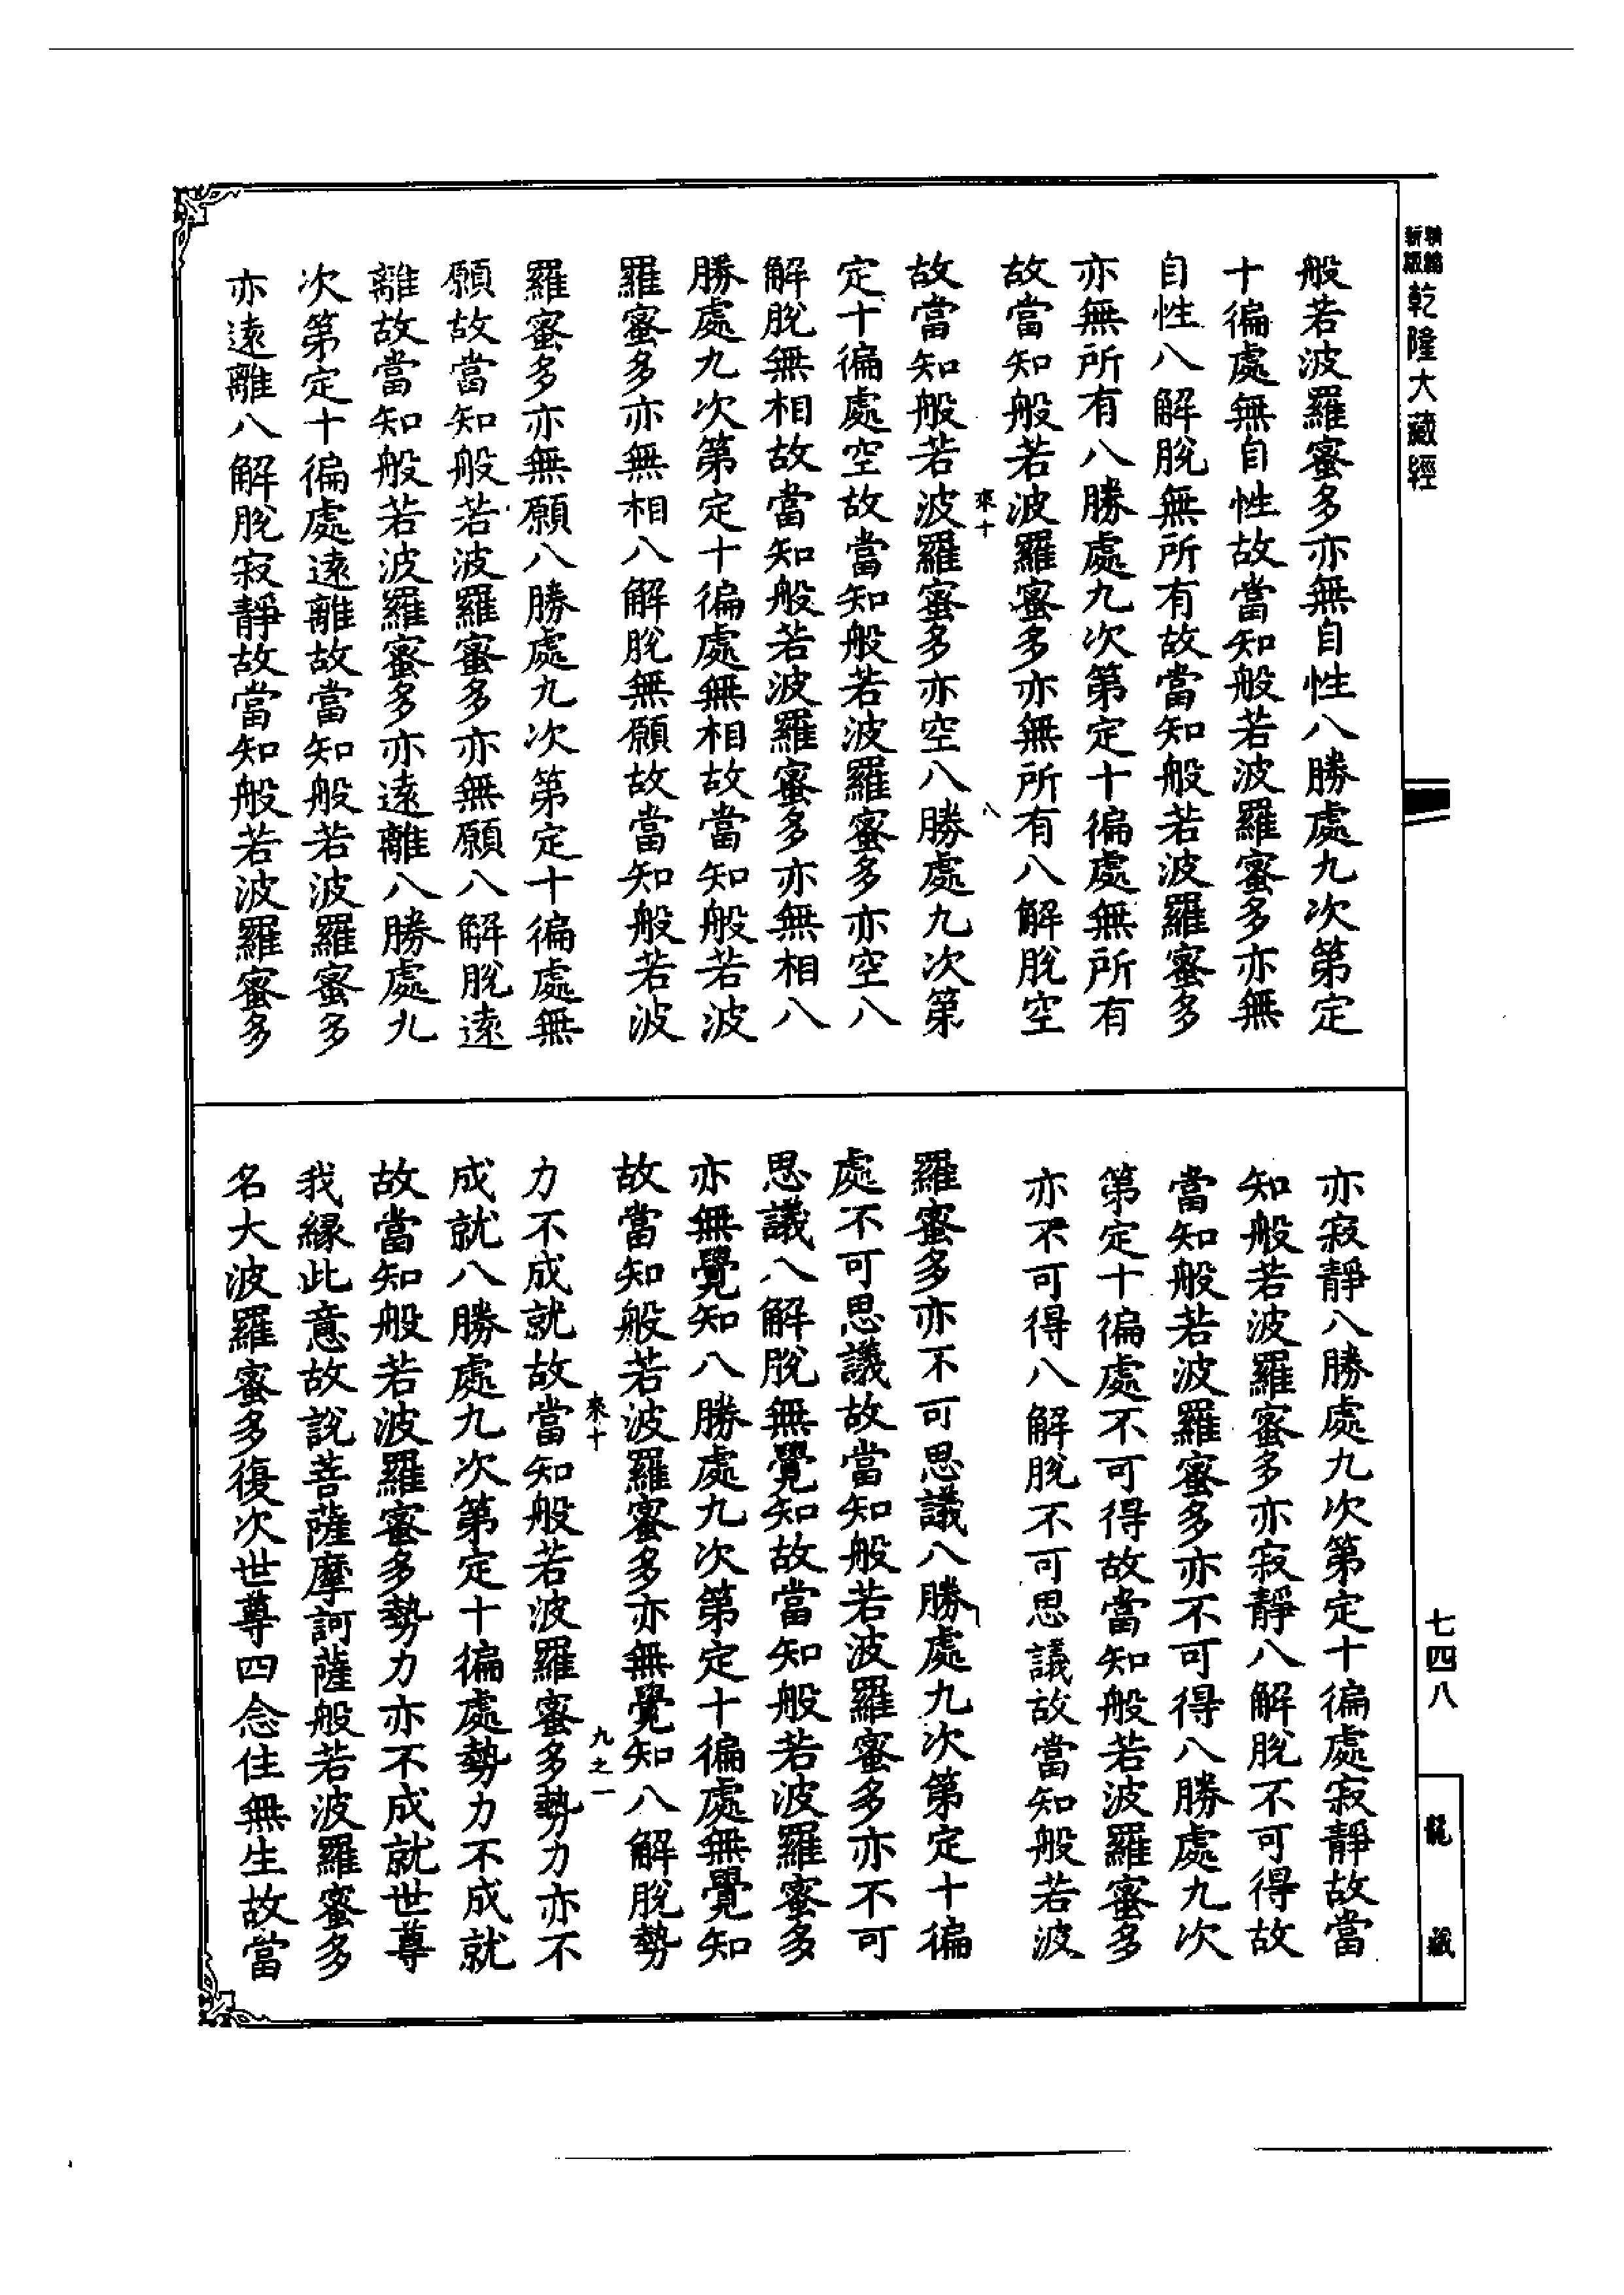 新編縮版乾隆大藏經
般若波羅蜜多亦無自性八勝處九次第定
十徧處無自性故當知般若波羅蜜多亦無
自性八解脫無所有故當知般若波羅蜜多
亦無所有八勝處九次第定十徧處無所有
故當知般若波羅蜜多亦無所有八解脫空
來十
八
故當知般若波羅蜜多亦空八勝處九次第
定十徧處空故當知般若波羅蜜多亦空八
解脫無相故當知般若波羅蜜多亦無相八
勝處九次第定十徧處無相故當知般若波
羅蜜多亦無相八解脫無願故當知般若波
羅蜜多亦無願八勝處九次第定十徧處無
願故當知般若波羅蜜多亦無願八解脫遠
離故當知般若波羅蜜多亦遠離八勝處九
次第定十徧處遠離故當知般若波羅蜜多
亦遠離八解脫寂靜故當知般若波羅蜜多
亦寂靜八勝處九次第定十徧處寂靜故當
知般若波羅蜜多亦寂靜八解脫不可得故
當知般若波羅蜜多亦不可得八勝處九次
第定十徧處不可得故當知般若波羅蜜多
亦不可得八解脫不可思議故當知般若波
羅蜜多亦不可思議八勝處九次第定十徧
處不可思議故當知般若波羅蜜多亦不可
思議八解脫無覺知故當知般若波羅蜜多
亦無覺知八勝處九次第定十徧處無覺知
故當知般若波羅蜜多亦無覺知八解脫勢
來十
九之一
力不成就故當知般若波羅蜜多勢力亦不
成就八勝處九次第定十徧處勢力不成就
故當知般若波羅蜜多勢力亦不成就世尊
我緣此意故說菩薩摩訶薩般若波羅蜜多
名大波羅蜜多復次世尊四念住無生故當
七四八
龍藏